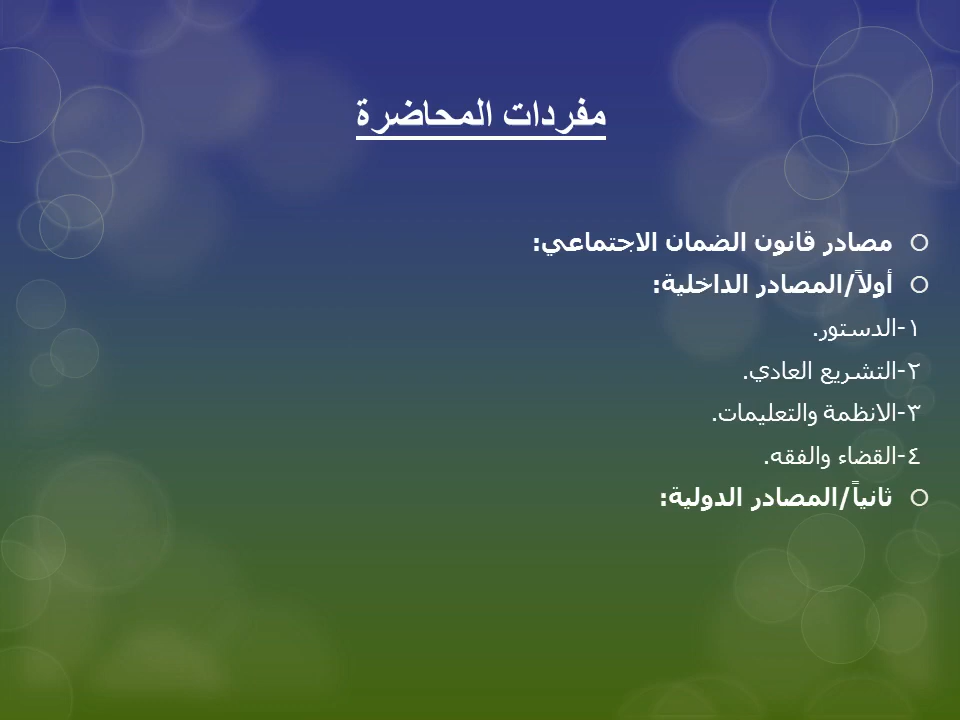 مفردات المحاضرة
مصادر قانون الضمان الاجتماعي:
أولاً/المصادر الداخلية:
١-الدستور.
٢-التشريع العادي.
٣-الانظمة والتعليمات.
٤-القضاء والفقه.
ثانياً/المصادر الدولية: